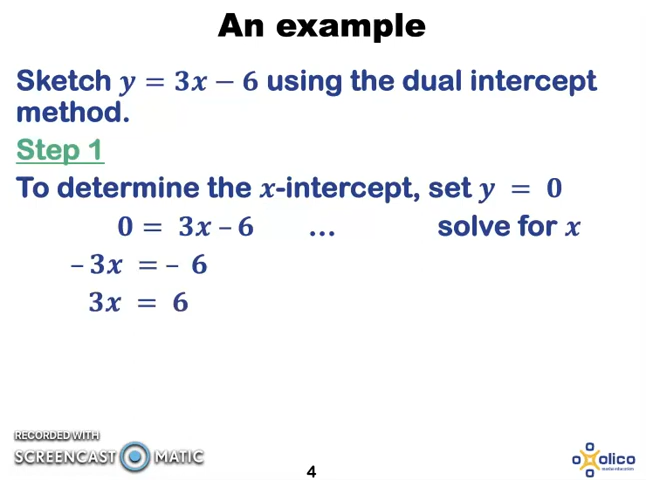 An example
Sketch y = 3x − 6 using the dual intercept
method.
Step 1
To determine the x-intercept, set y = 0
0 = 3x – 6 ... solve for x
– 3x = – 6
3x = 6
RECORDED WITH
SCREENCAST MATIC
4
olico